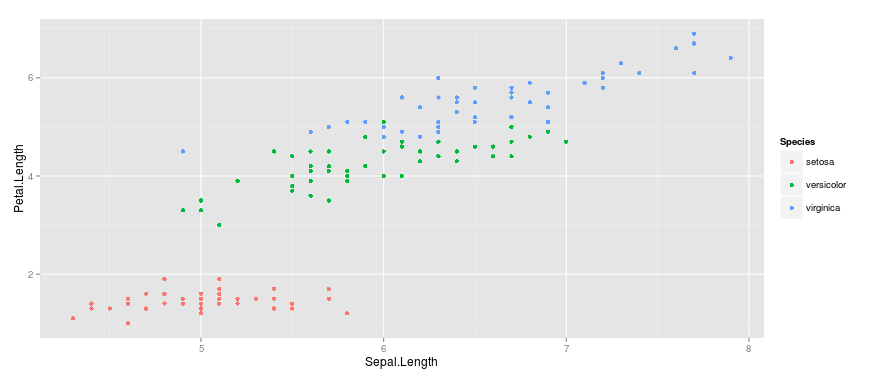 6
4
2
Petal.Length
5
6
7
8
Sepal.Length
Species
setosa
versicolor
virginica